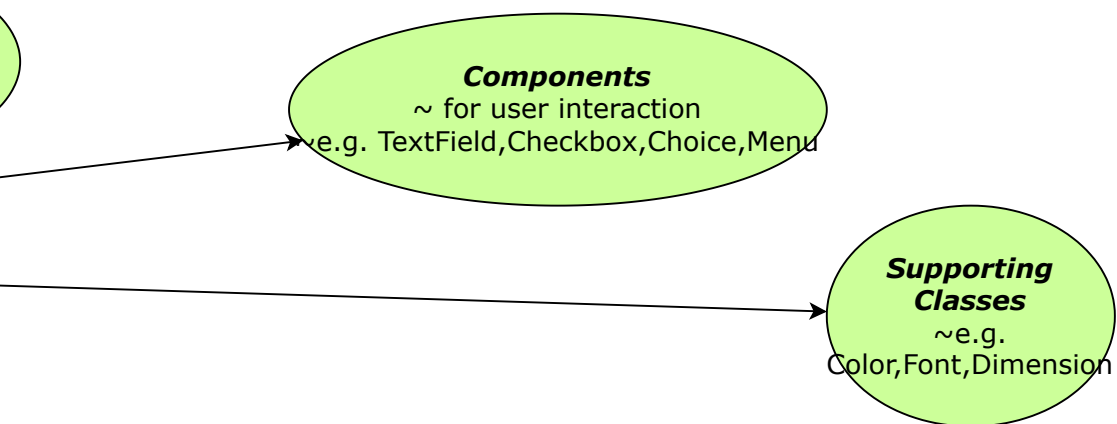 Components
~ for user interaction
~e.g. TextField,Checkbox,Choice,Menu
Supporting
Classes
~e.g.
Color,Font,Dimension